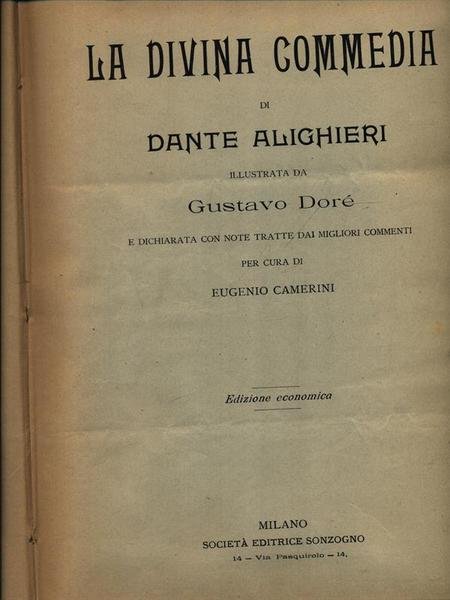 LA DIVINA COMMEDIA
DI
DANTE ALIGHIERI
ILLUSTRATA DA
Gustavo Doré
E DICHIARATA CON NOTE TRATTE DAI MIGLIORI COMMENTI
PER CURA DI
EUGENIO CAMERINI
Edizione economica
MILANO
SOCIETÀ EDITRICE SONZOGNO
14 — Via Pasquirolo — 14.